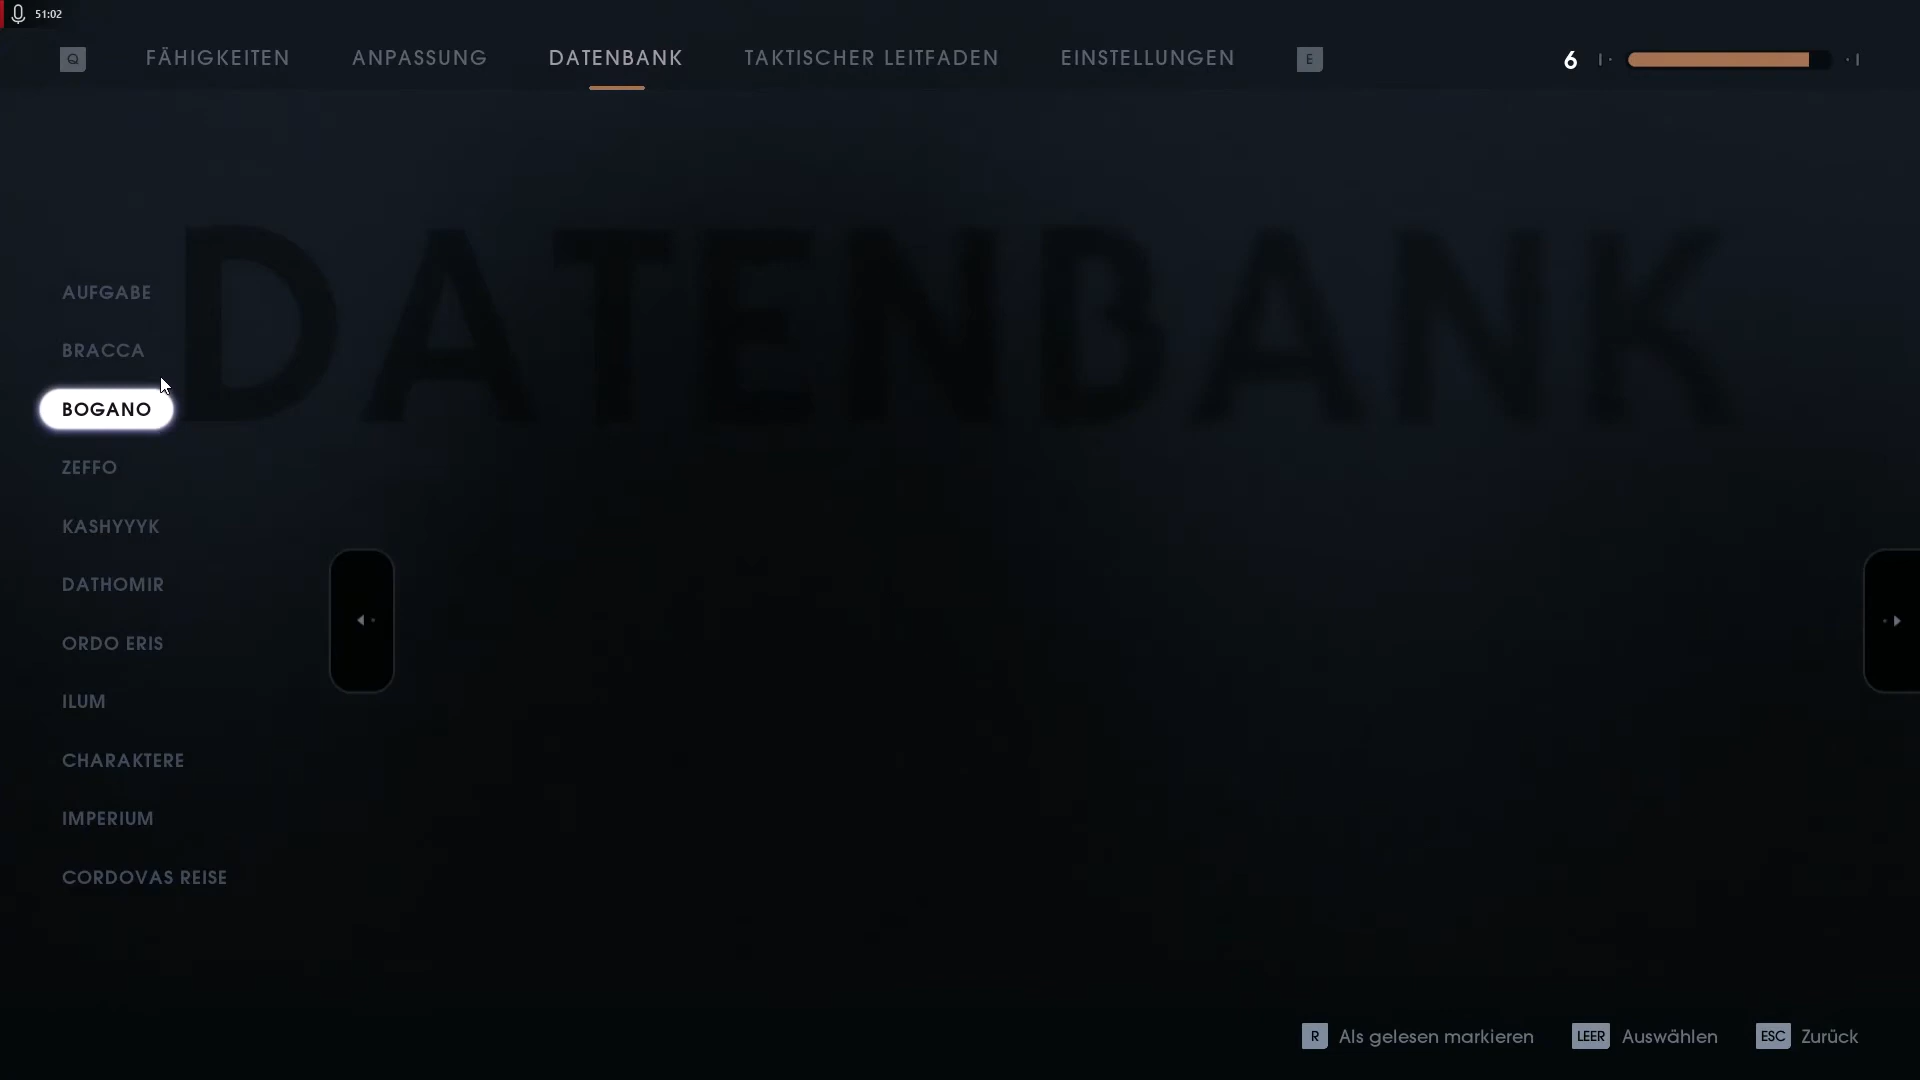 51:02
Q FÄHIGKEITEN ANPASSUNG DATENBANK TAKTISCHER LEITFADEN EINSTELLUNGEN E 6
DATENBANK
AUFGABE
BRACCA
BOGANO
ZEFFO
KASHYYYK
DATHOMIR
ORDO ERIS
ILUM
CHARAKTERE
IMPERIUM
CORDOVAS REISE
R Als gelesen markieren LEER Auswählen ESC Zurück